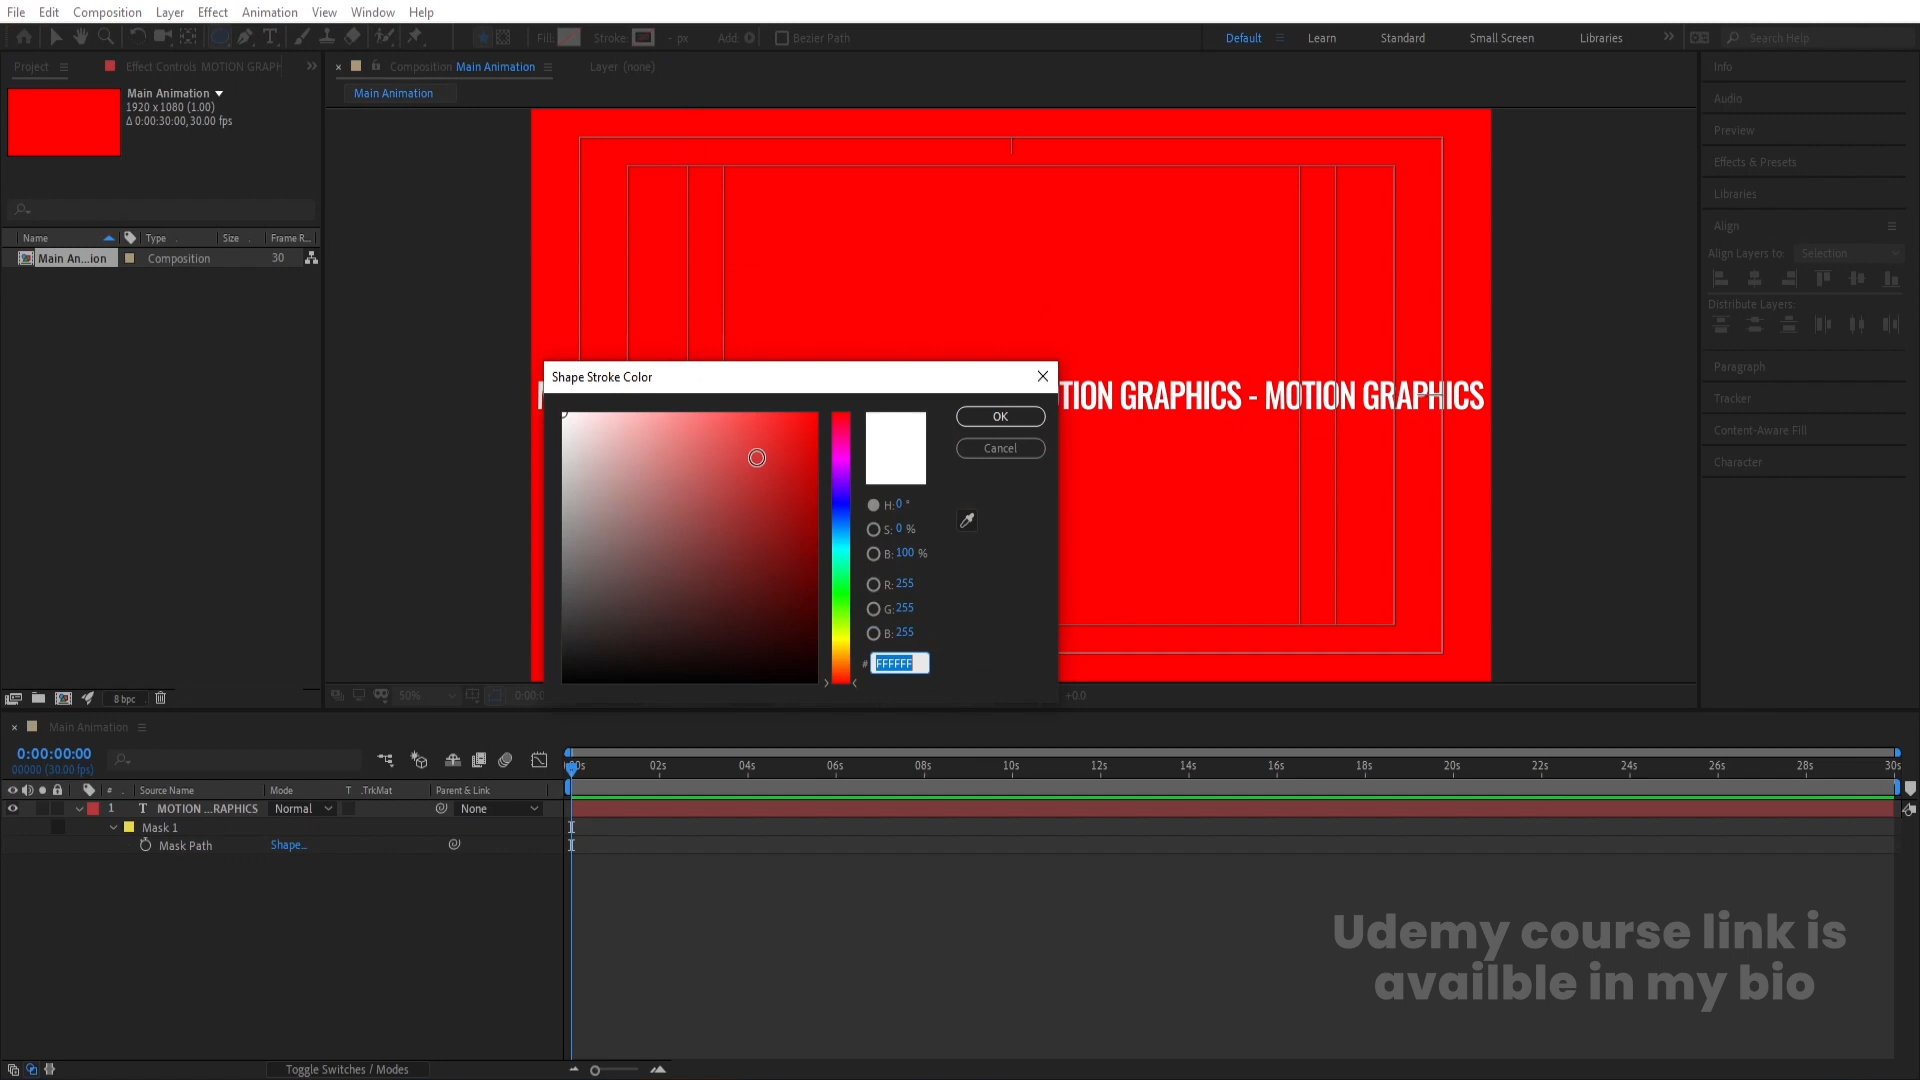 File Edit Composition Layer Effect Animation View Window Help
Fill: Stroke: - px Add: Bezier Path Default Learn Standard Small Screen Libraries Search Help
Project Effect Controls MOTION GRAPH Composition Main Animation Layer (none) Info
Main Animation
1920 x 1080 (1.00)
Δ 0:00:30:00, 30.00 fps
Main Animation
Audio
Preview
Effects & Presets
Libraries
Align
Align Layers to: Selection
Distribute Layers:
Paragraph
Tracker
Content-Aware Fill
Character
Name Type Size Frame R...
Main An...ion Composition 30
TION GRAPHICS - MOTION GRAPHICS
Shape Stroke Color
OK
Cancel
H: 0 °
S: 0 %
B: 100 %
R: 255
G: 255
B: 255
# FFFFFF
8 bpc 50% 0:00:0 +0.0
Main Animation
0:00:00:00
00000 (30.00 fps)
00s 02s 04s 06s 08s 10s 12s 14s 16s 18s 20s 22s 24s 26s 28s 30s
# Source Name Mode T .TrkMat Parent & Link
1 T MOTION ...RAPHICS Normal None
Mask 1
Mask Path Shape...
Udemy course link is
availble in my bio
Toggle Switches / Modes